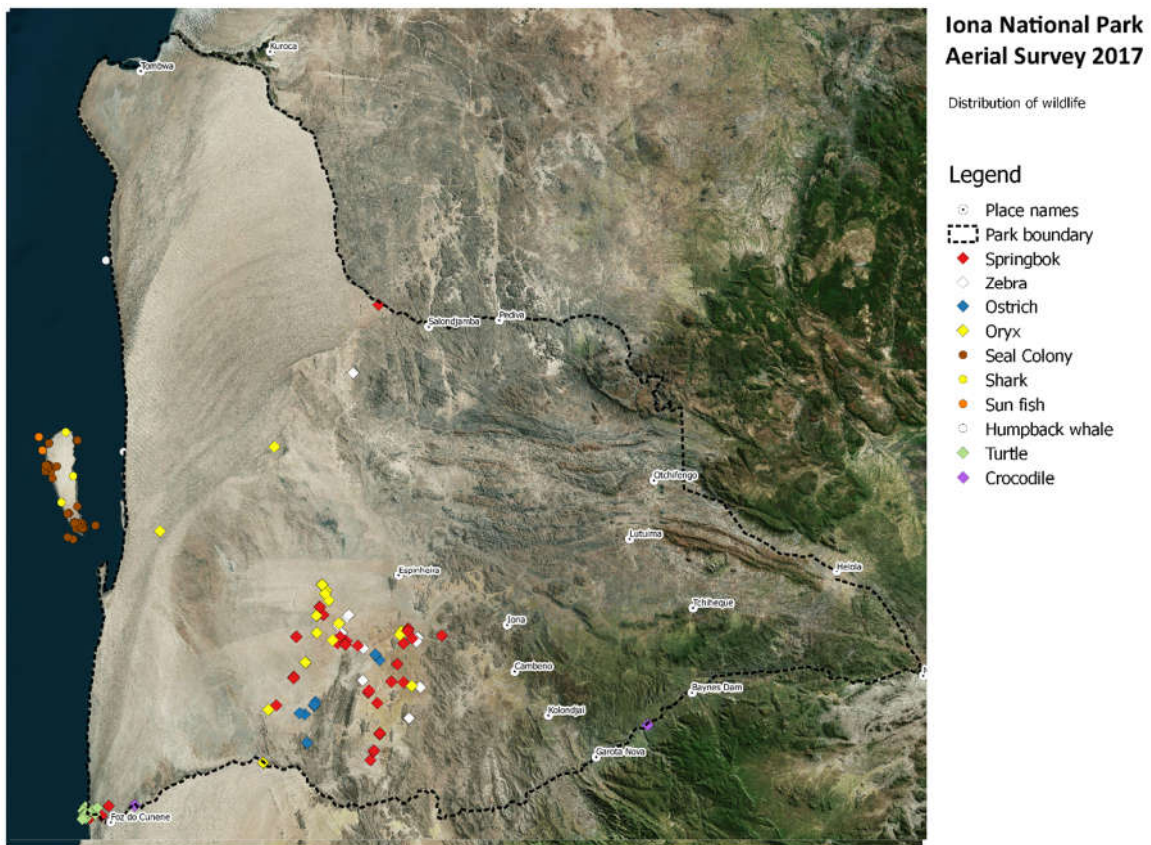 Iona National Park
Aerial Survey 2017
Distribution of wildlife
Legend
Place names
Park boundary
Springbok
Zebra
Ostrich
Oryx
Seal Colony
Shark
Sun fish
Humpback whale
Turtle
Crocodile
Kuroca
Tombwa
Pediva
Salondjamba
Otchifengo
Lutuima
Heiola
Espinheira
Tchiheque
Iona
Cambeno
Baynes Dam
Kolondjai
Garota Nova
Foz do Cunene